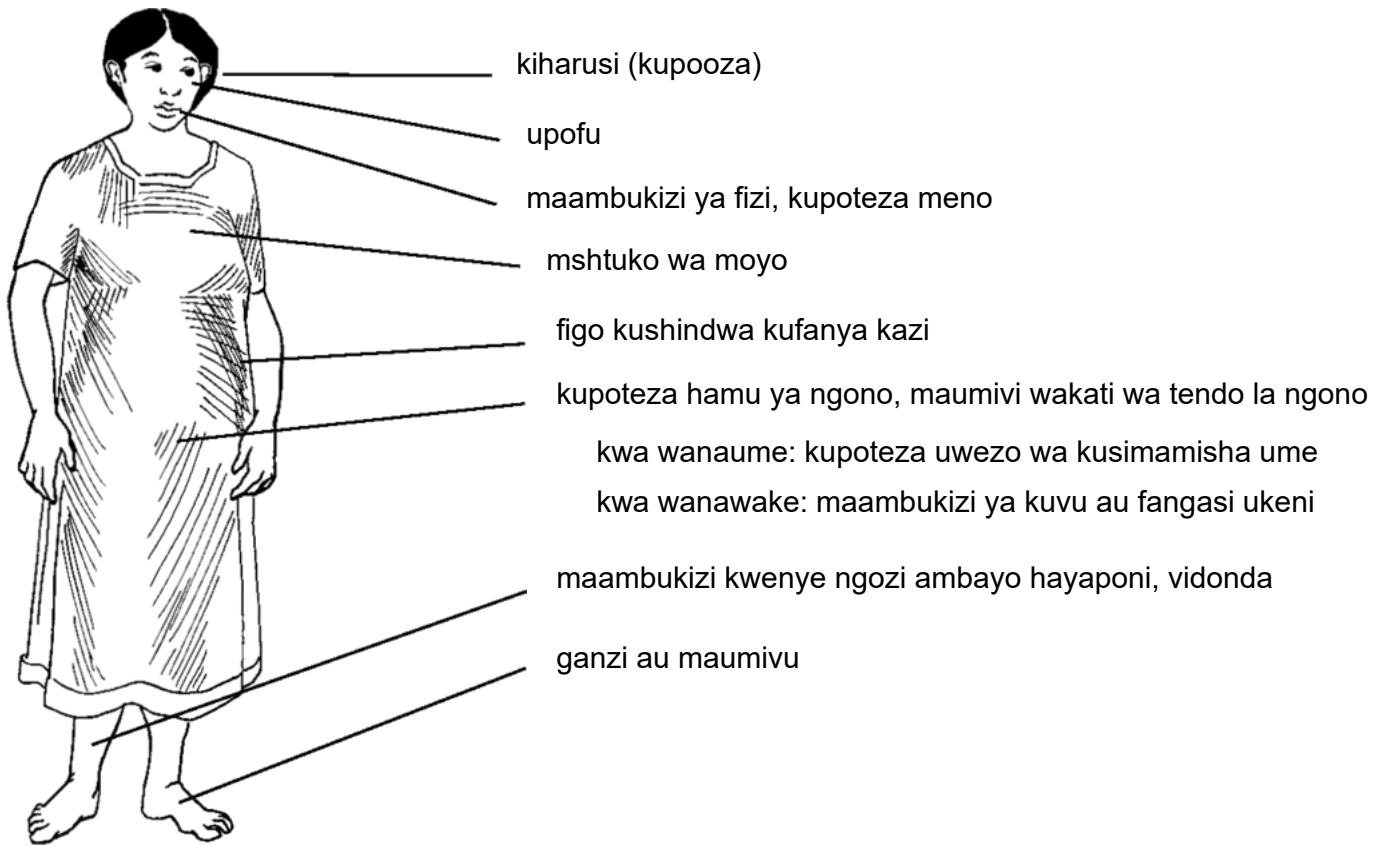 kiharusi (kupooza)
upofu
maambukizi ya fizi, kupoteza meno
mshtuko wa moyo
figo kushindwa kufanya kazi
kupoteza hamu ya ngono, maumivi wakati wa tendo la ngono
kwa wanaume: kupoteza uwezo wa kusimamisha ume
kwa wanawake: maambukizi ya kuvu au fangasi ukeni
maambukizi kwenye ngozi ambayo hayaponi, vidonda
ganzi au maumivu